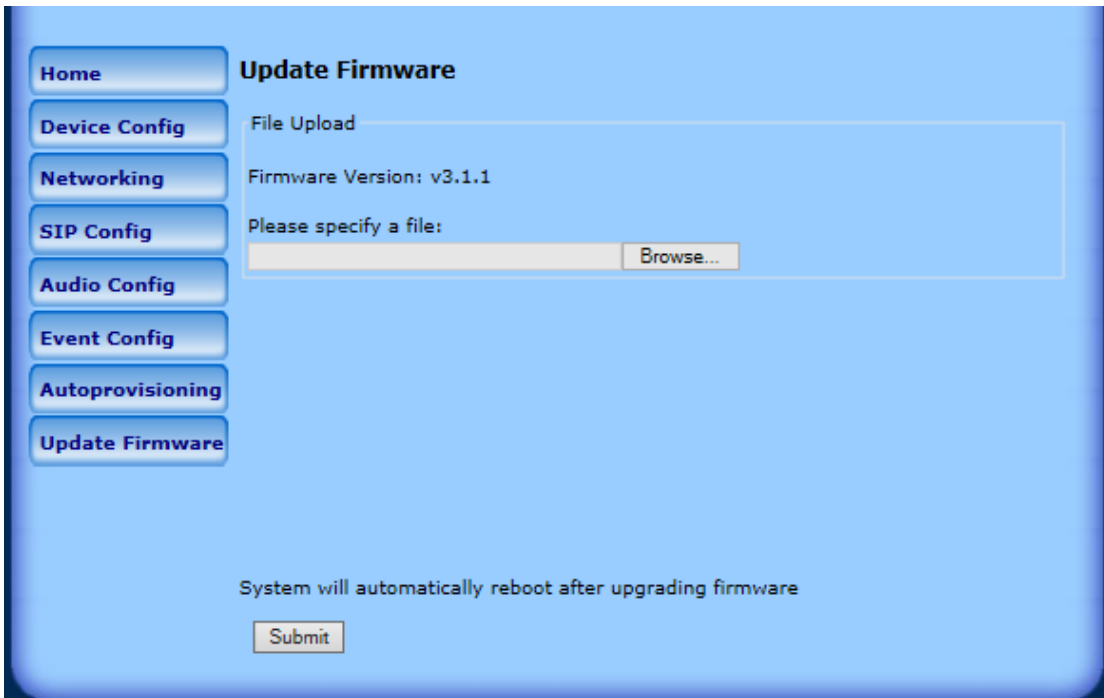 Home
Device Config
Networking
SIP Config
Audio Config
Event Config
Autoprovisioning
Update Firmware
Update Firmware
File Upload
Firmware Version: v3.1.1
Please specify a file:
Browse...
System will automatically reboot after upgrading firmware
Submit